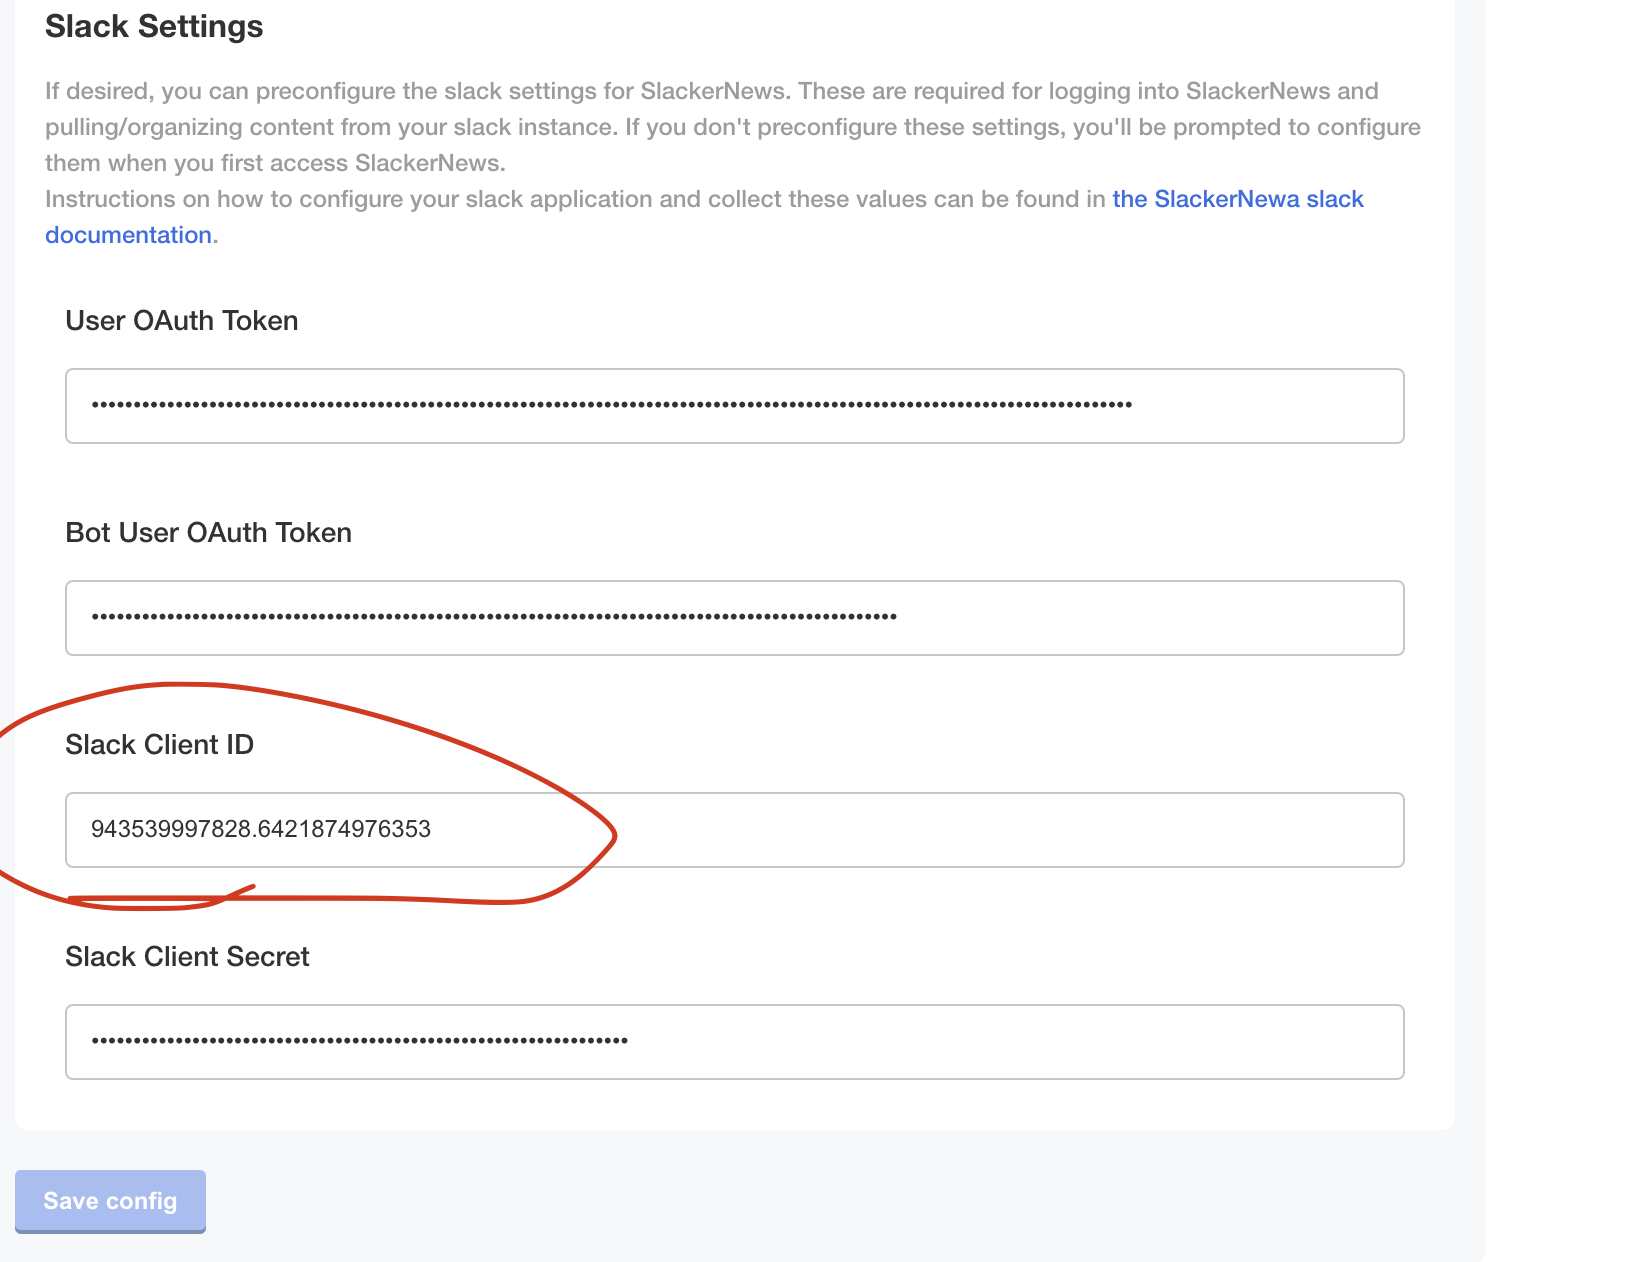 Slack Settings
If desired, you can preconfigure the slack settings for SlackerNews. These are required for logging into SlackerNews and
pulling/organizing content from your slack instance. If you don't preconfigure these settings, you'll be prompted to configure
them when you first access SlackerNews.
Instructions on how to configure your slack application and collect these values can be found in the SlackerNewa slack
documentation.
User OAuth Token
Bot User OAuth Token
Slack Client ID
943539997828.6421874976353
Slack Client Secret
Save config